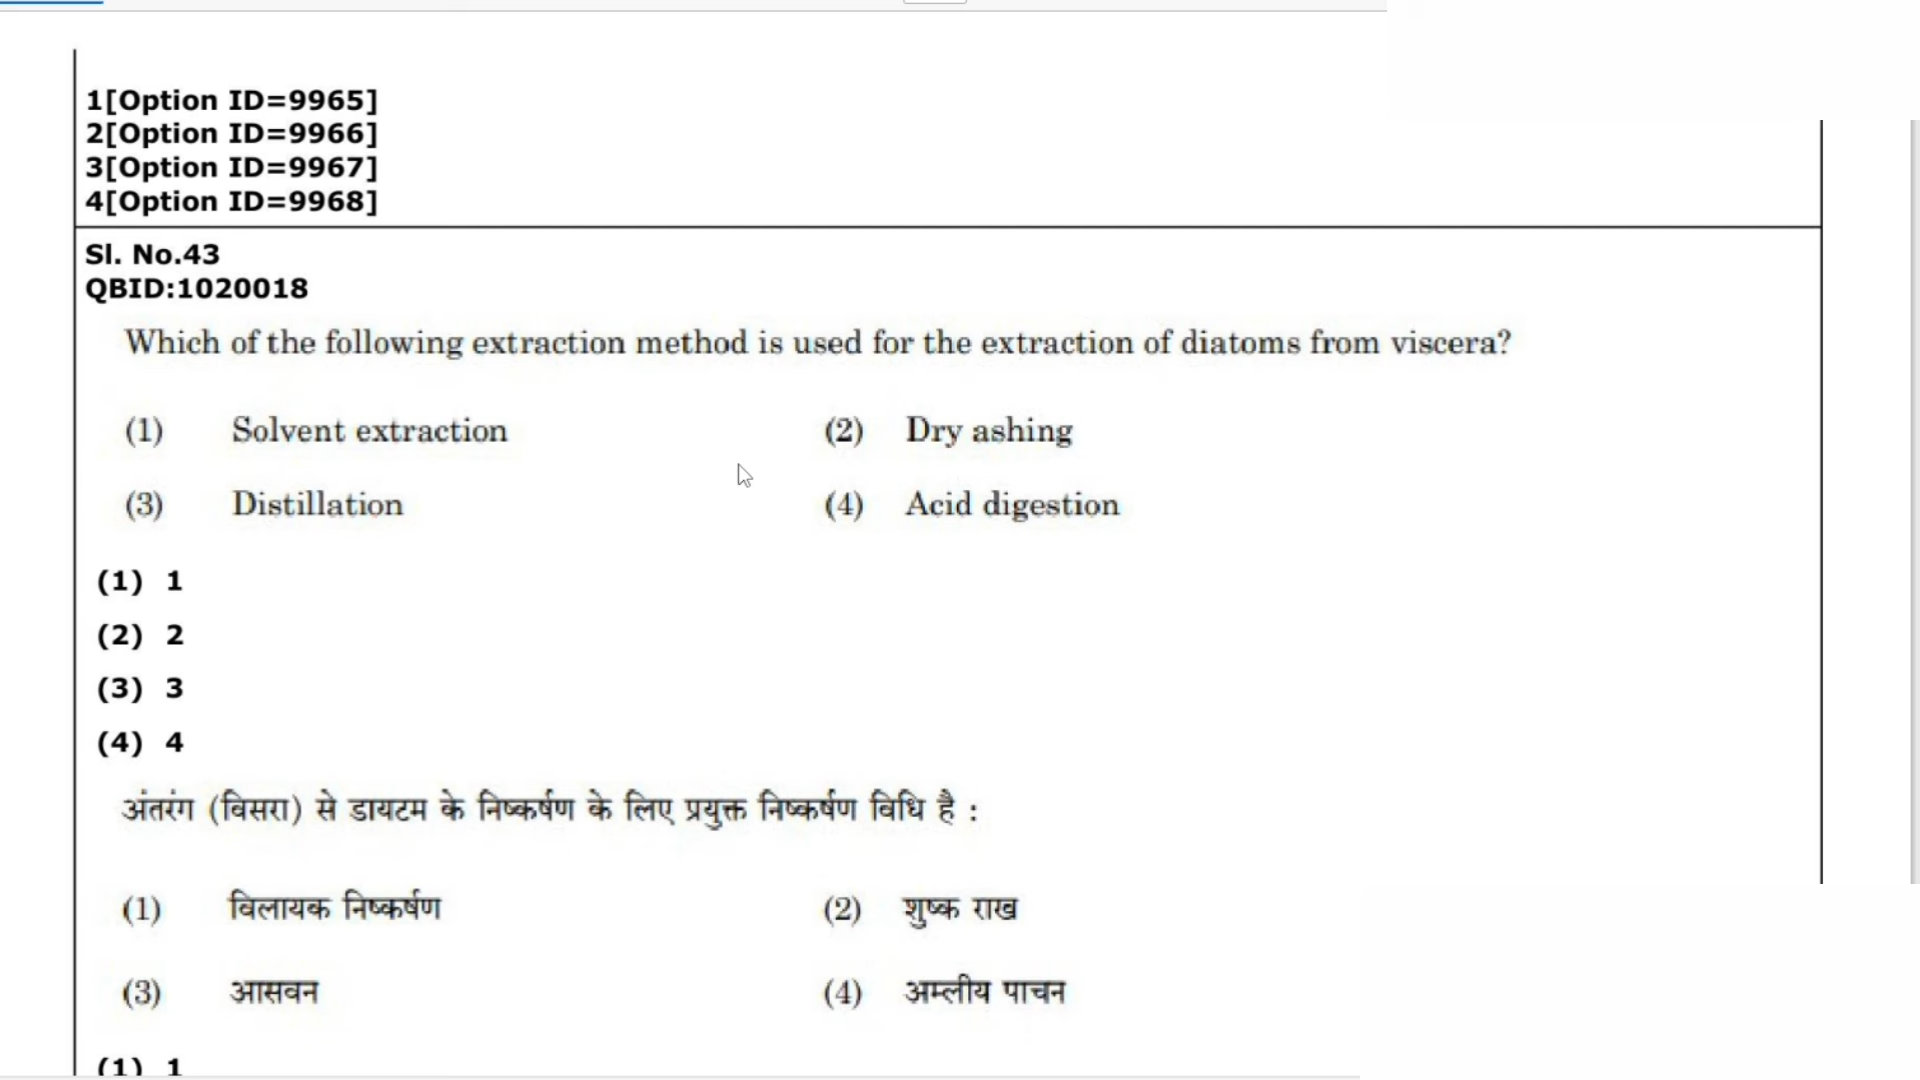 1[Option ID=9965]
2[Option ID=9966]
3[Option ID=9967]
4[Option ID=9968]
Sl. No.43
QBID:1020018
Which of the following extraction method is used for the extraction of diatoms from viscera?
(1) Solvent extraction (2) Dry ashing
(3) Distillation (4) Acid digestion
(1) 1
(2) 2
(3) 3
(4) 4
अंतरंग (विसरा) से डायटम के निष्कर्षण के लिए प्रयुक्त निष्कर्षण विधि है :
(1) विलायक निष्कर्षण (2) शुष्क राख
(3) आसवन (4) अम्लीय पाचन
(1) 1